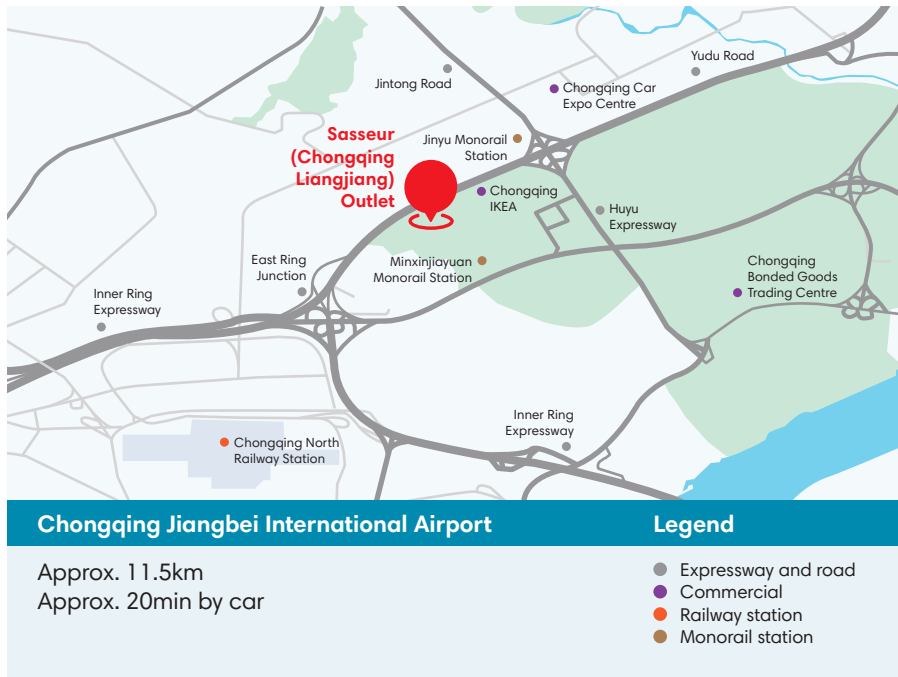 Yudu Road
Jintong Road
Chongqing Car
Expo Centre
Sasseur
(Chongqing
Liangjiang)
Outlet
Jinyu Monorail
Station
Chongqing
IKEA
Huyu
Expressway
East Ring
Junction
Minxinjiayuan
Monorail Station
Chongqing
Bonded Goods
Trading Centre
Inner Ring
Expressway
Inner Ring
Expressway
Chongqing North
Railway Station
Chongqing Jiangbei International Airport
Approx. 11.5km
Approx. 20min by car
Legend
Expressway and road
Commercial
Railway station
Monorail station